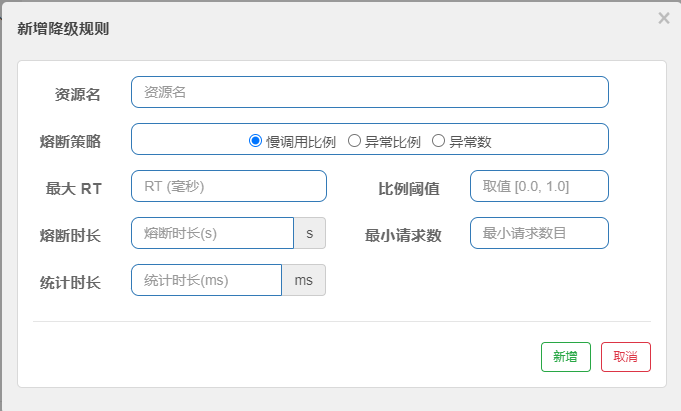 新增降级规则
×
资源名 资源名
熔断策略 慢调用比例 异常比例 异常数
最大 RT RT (毫秒) 比例阈值 取值 [0.0, 1.0]
熔断时长 熔断时长(s) s 最小请求数 最小请求数目
统计时长 统计时长(ms) ms
新增 取消